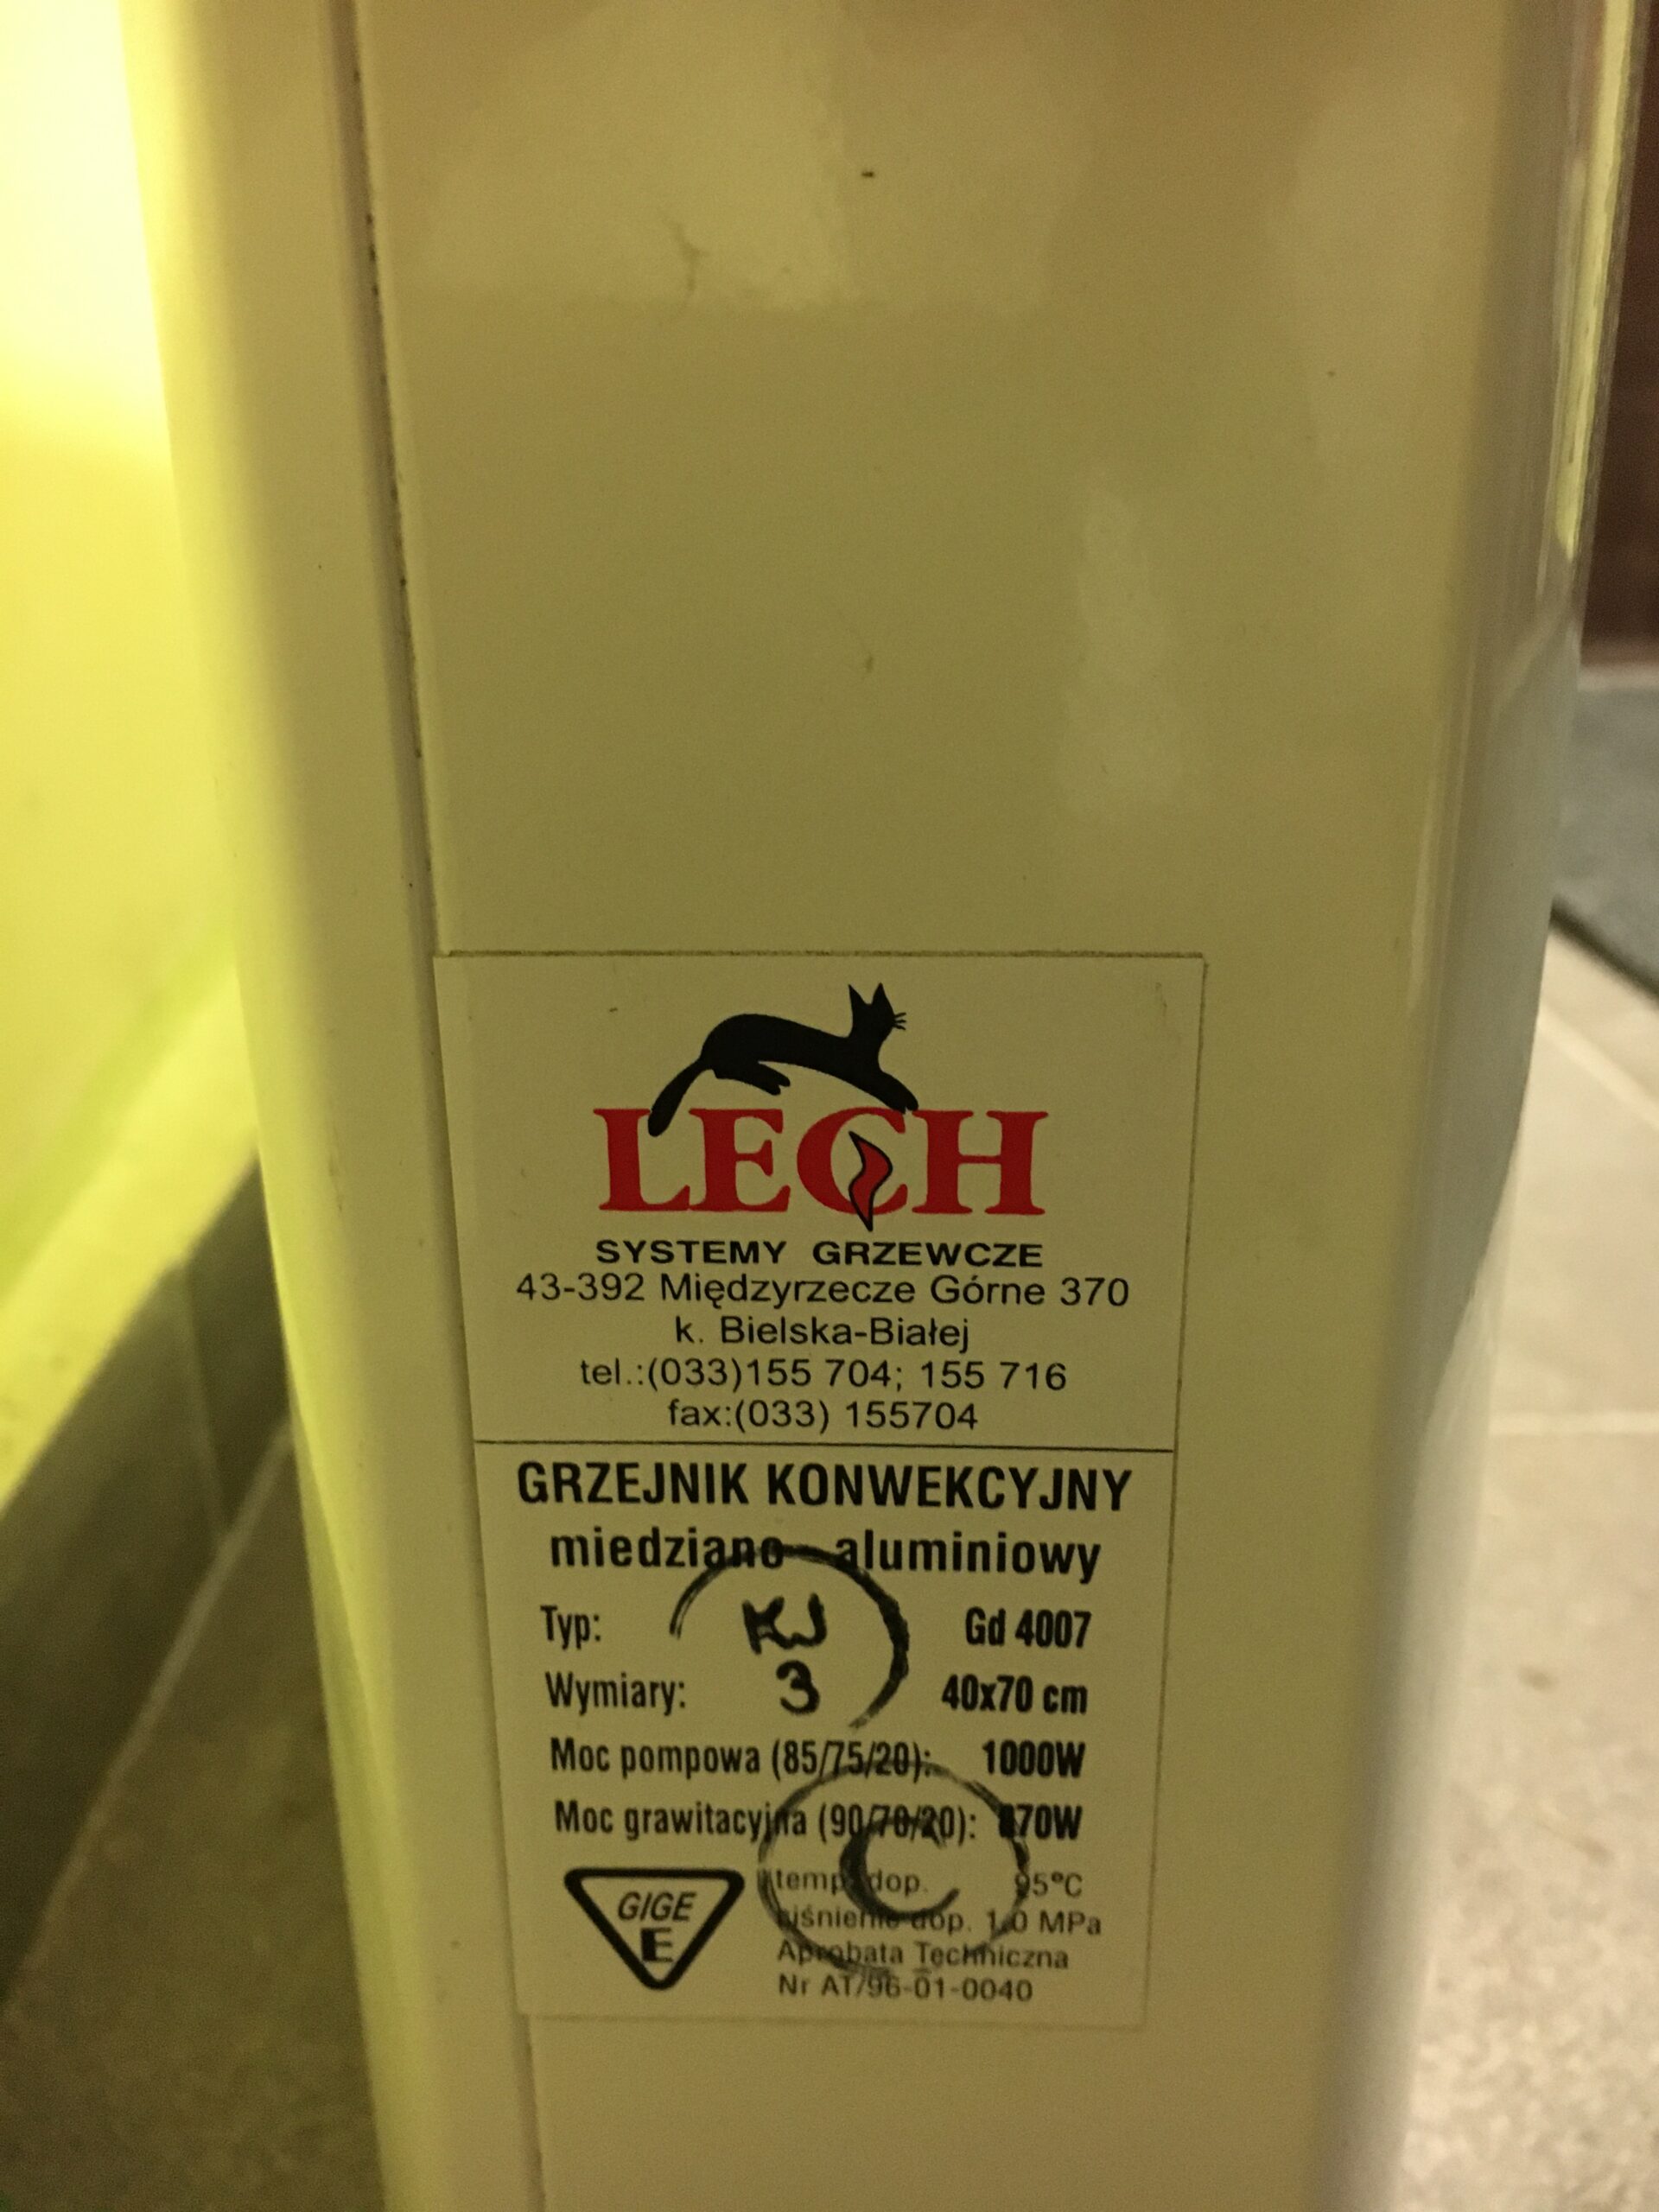 LECH
SYSTEMY GRZEWCZE
43-392 Międzyrzecze Górne 370
k. Bielska-Białej
tel.:(033)155 704; 155 716
fax:(033) 155704
GRZEJNIK KONWEKCYJNY
miedziano-aluminiowy
Typ: Gd 4007
KJ
Wymiary: 40x70 cm
3
Moc pompowa (85/75/20): 1000W
Moc grawitacyjna (90/70/20): 870W
C
GIGE
E
temp. dop. 95°C
ciśnienie dop. 1.0 MPa
Aprobata Techniczna
Nr AT/96-01-0040